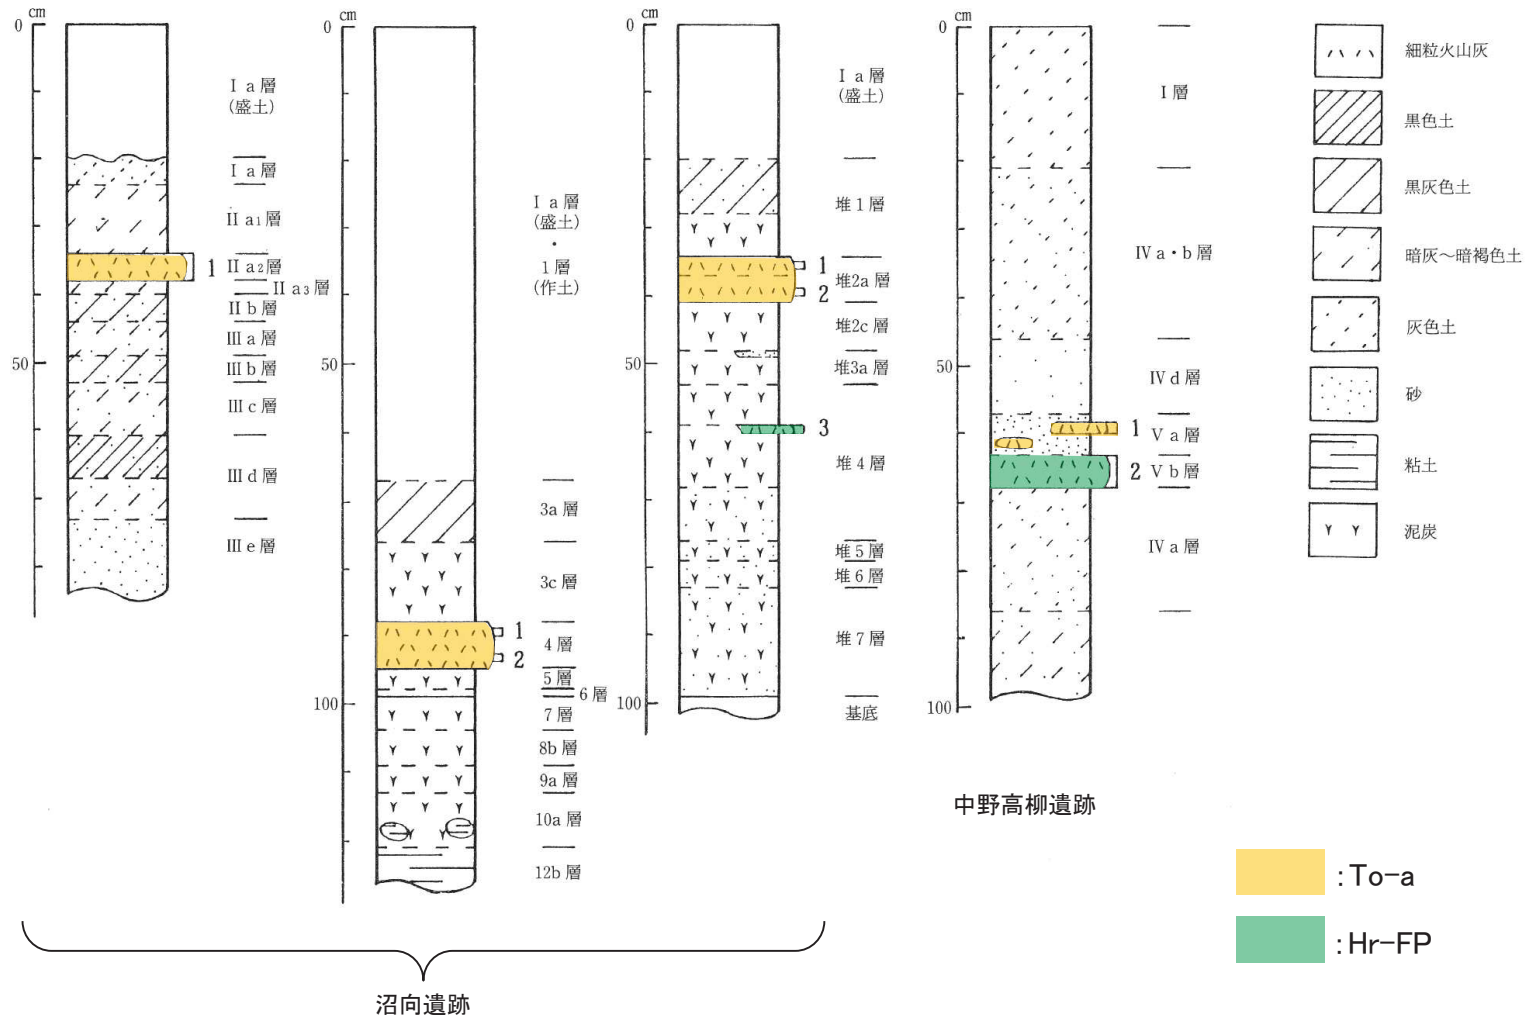 cm
0
50
Ⅰa層
(盛土)
Ⅰa層
Ⅱa1層
1
Ⅱa2層
Ⅱa3層
Ⅱb層
Ⅲa層
Ⅲb層
Ⅲc層
Ⅲd層
Ⅲe層
cm
0
50
100
Ⅰa層
(盛土)
・
1層
(作土)
3a層
3c層
1
2
4層
5層
6層
7層
8b層
9a層
10a層
12b層
cm
0
50
100
Ⅰa層
(盛土)
堆1層
1
2
堆2a層
堆2c層
堆3a層
3
堆4層
堆5層
堆6層
堆7層
基底
沼向遺跡
cm
0
50
100
Ⅰ層
Ⅳa・b層
Ⅳd層
1
Ⅴa層
2
Ⅴb層
Ⅳa層
中野高柳遺跡
細粒火山灰
黒色土
黒灰色土
暗灰～暗褐色土
灰色土
砂
粘土
泥炭
:To-a
:Hr-FP